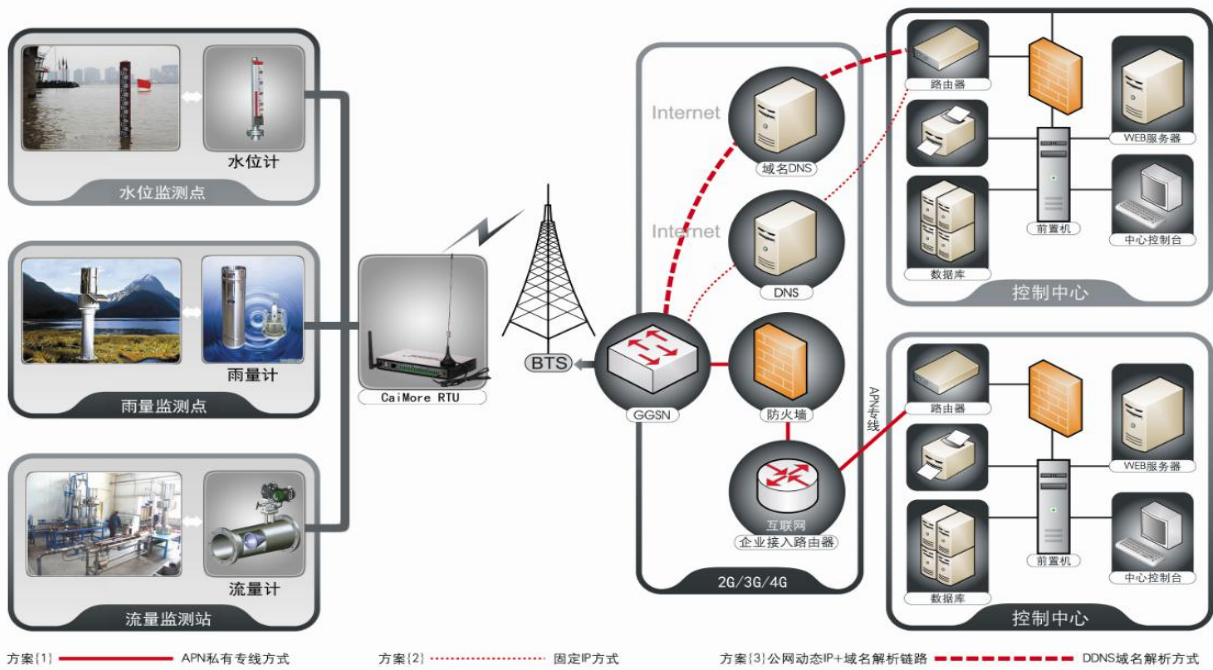 水位计
水位监测点
雨量计
雨量监测点
流量计
流量监测站
CaiMore RTU
BTS
Internet
域名DNS
Internet
DNS
GGSN
防火墙
互联网
企业接入路由器
2G/3G/4G
APN专线
路由器
WEB服务器
前置机
中心控制台
数据库
控制中心
路由器
WEB服务器
前置机
中心控制台
数据库
控制中心
方案{1} APN私有专线方式
方案{2} 固定IP方式
方案{3}公网动态IP+域名解析链路 DDNS域名解析方式